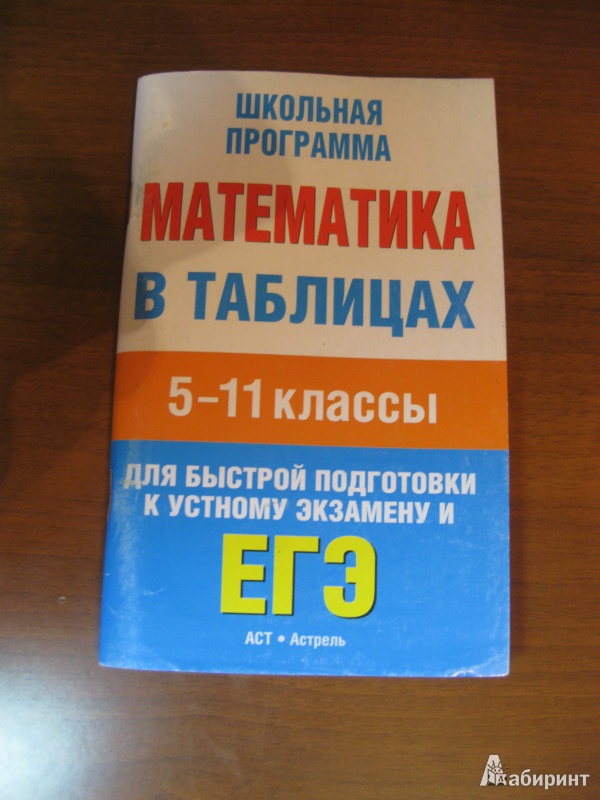 ШКОЛЬНАЯ
ПРОГРАММА
МАТЕМАТИКА
В ТАБЛИЦАХ
5–11 классы
ДЛЯ БЫСТРОЙ ПОДГОТОВКИ
К УСТНОМУ ЭКЗАМЕНУ И
ЕГЭ
АСТ • Астрель
Лабиринт